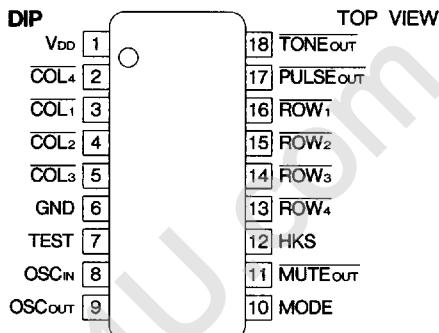 DIP
TOP VIEW
VDD 1
COL4 2
COL1 3
COL2 4
COL3 5
GND 6
TEST 7
OSCIN 8
OSCOUT 9
18 TONEOUT
17 PULSEOUT
16 ROW1
15 ROW2
14 ROW3
13 ROW4
12 HKS
11 MUTEOUT
10 MODE